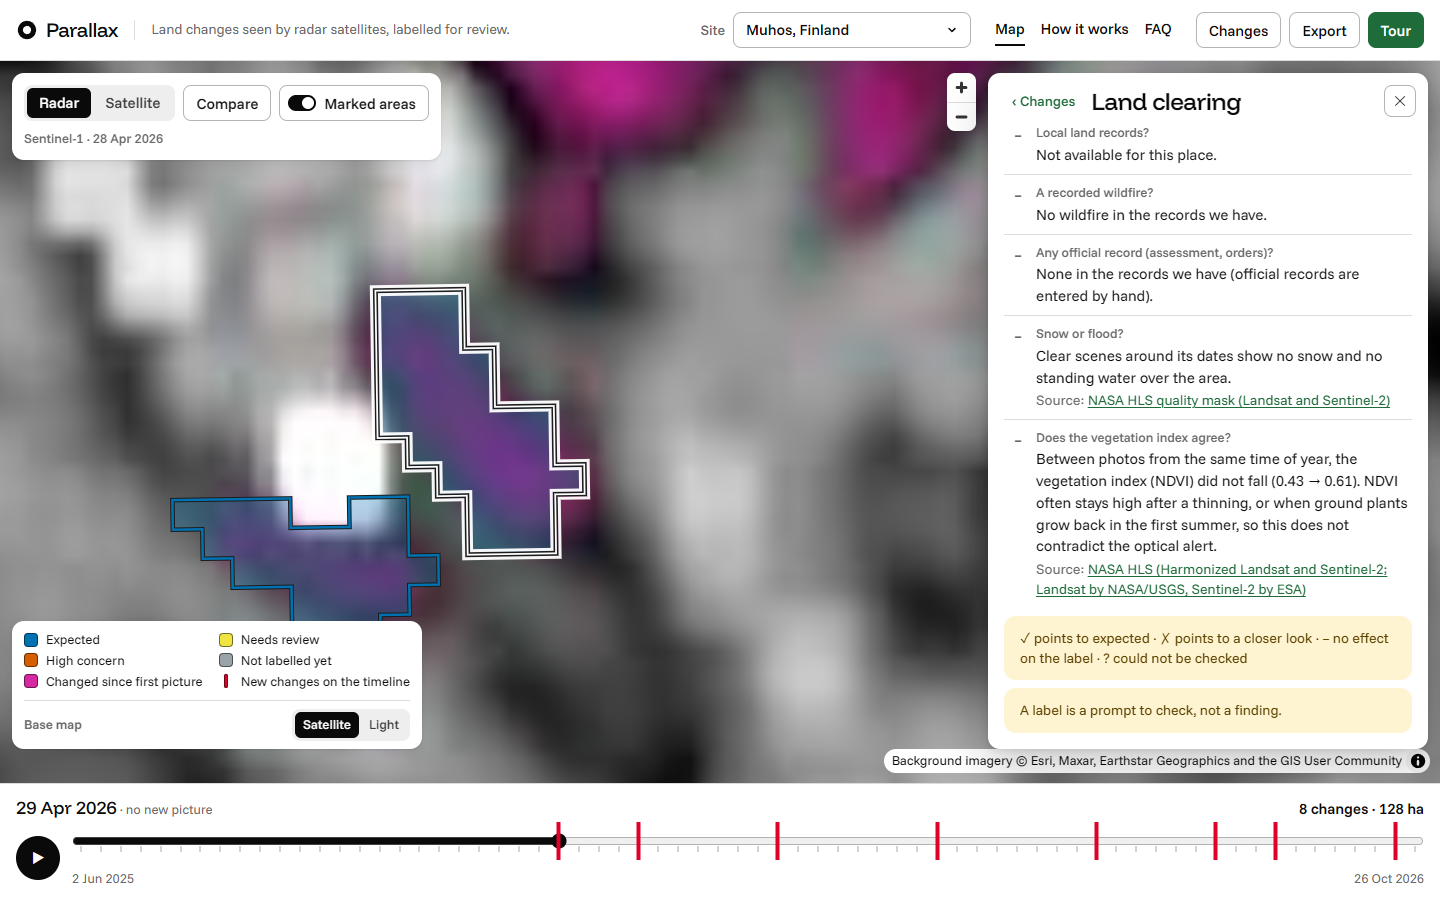 Parallax
Land changes seen by radar satellites, labelled for review.
Site
Muhos, Finland
Map
How it works
FAQ
Changes
Export
Tour
Radar
Satellite
Compare
Marked areas
Sentinel-1 · 28 Apr 2026
+
−
‹ Changes
Land clearing
– Local land records?
Not available for this place.
– A recorded wildfire?
No wildfire in the records we have.
– Any official record (assessment, orders)?
None in the records we have (official records are
entered by hand).
– Snow or flood?
Clear scenes around its dates show no snow and no
standing water over the area.
Source: NASA HLS quality mask (Landsat and Sentinel-2)
– Does the vegetation index agree?
Between photos from the same time of year, the
vegetation index (NDVI) did not fall (0.43 → 0.61). NDVI
often stays high after a thinning, or when ground plants
grow back in the first summer, so this does not
contradict the optical alert.
Source: NASA HLS (Harmonized Landsat and Sentinel-2;
Landsat by NASA/USGS, Sentinel-2 by ESA)
✓ points to expected · ✗ points to a closer look · – no effect
on the label · ? could not be checked
A label is a prompt to check, not a finding.
Expected
Needs review
High concern
Not labelled yet
Changed since first picture
New changes on the timeline
Base map
Satellite
Light
Background imagery © Esri, Maxar, Earthstar Geographics and the GIS User Community
29 Apr 2026 · no new picture
8 changes · 128 ha
2 Jun 2025
26 Oct 2026